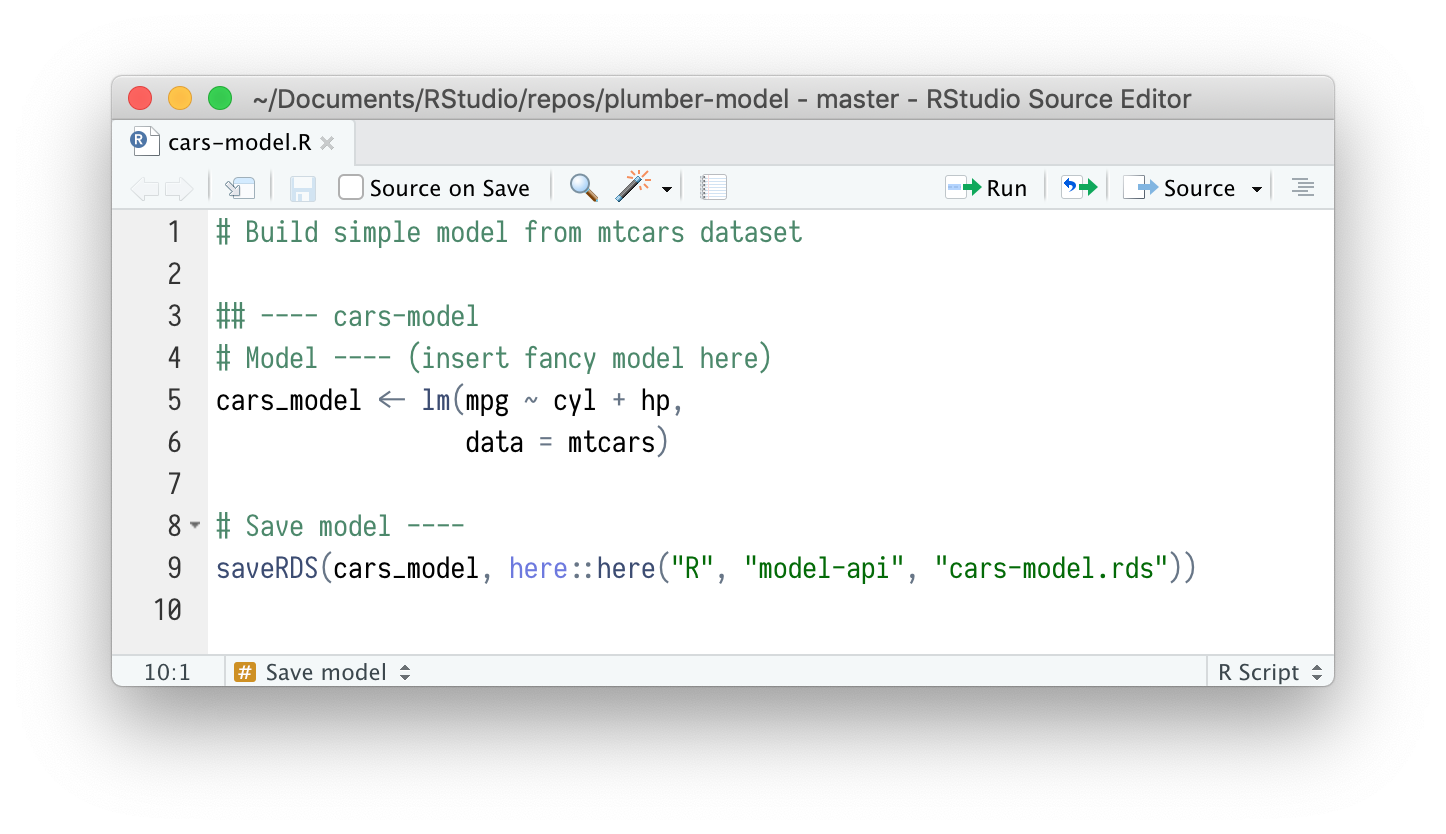 ~/Documents/RStudio/repos/plumber-model - master - RStudio Source Editor
R cars-model.R
Source on Save Run Source
1 # Build simple model from mtcars dataset
2
3 ## ---- cars-model
4 # Model ---- (insert fancy model here)
5 cars_model <- lm(mpg ~ cyl + hp,
6 data = mtcars)
7
8 # Save model ----
9 saveRDS(cars_model, here::here("R", "model-api", "cars-model.rds"))
10
10:1 # Save model R Script